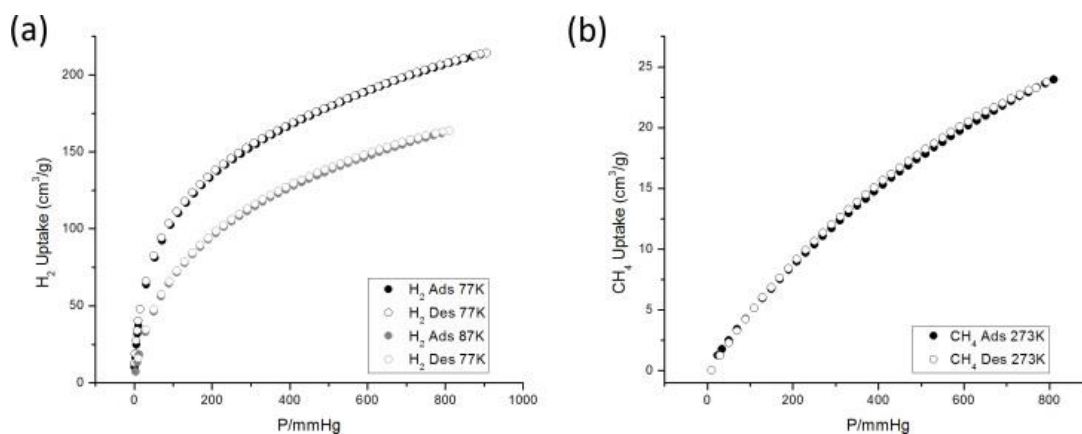 (a)
H₂ Uptake (cm³/g)
200
150
100
50
0
0 200 400 600 800 1000
P/mmHg
H₂ Ads 77K
H₂ Des 77K
H₂ Ads 87K
H₂ Des 77K
(b)
CH₄ Uptake (cm³/g)
25
20
15
10
5
0
0 200 400 600 800
P/mmHg
CH₄ Ads 273K
CH₄ Des 273K